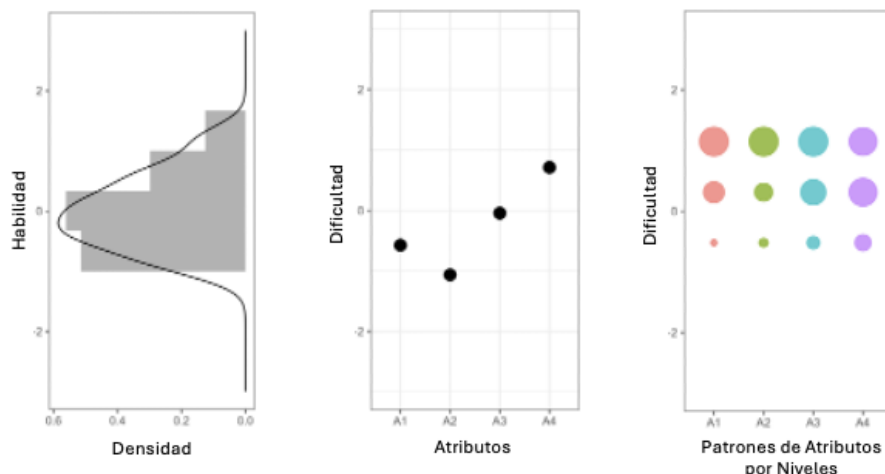 Habilidad
2
0
-2
0.6 0.4 0.2 0.0
Densidad
Dificultad
2
0
-2
A1 A2 A3 A4
Atributos
Dificultad
2
0
-2
A1 A2 A3 A4
Patrones de Atributos
por Niveles